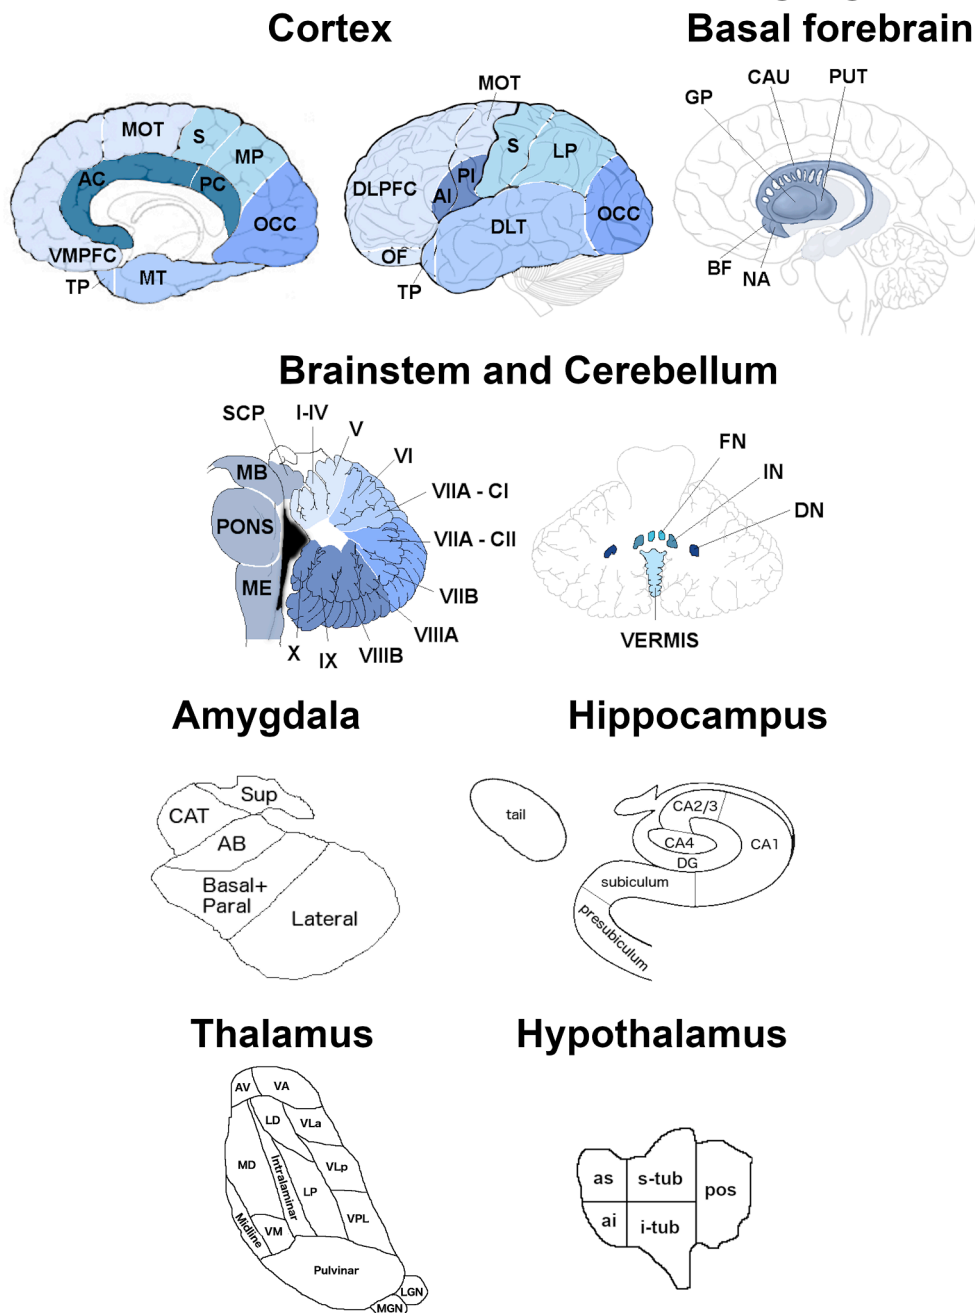 Cortex
Basal forebrain
MOT
S
MP
AC
PC
OCC
VMPFC
TP
MT
MOT
S
LP
PI
AI
DLPFC
DLT
OCC
OF
TP
CAU
PUT
GP
BF
NA
Brainstem and Cerebellum
SCP
I-IV
V
VI
MB
VIIA - CI
PONS
VIIA - CII
ME
VIIB
VIIIA
X
IX
VIIIB
FN
IN
DN
VERMIS
Amygdala
Hippocampus
Sup
CAT
AB
Basal+
Paral
Lateral
tail
CA2/3
CA4
CA1
DG
subiculum
presubiculum
Thalamus
Hypothalamus
AV
VA
LD
VLa
MD
Intralaminar
VLp
LP
VPL
Midline
VM
Pulvinar
LGN
MGN
as
s-tub
pos
ai
i-tub